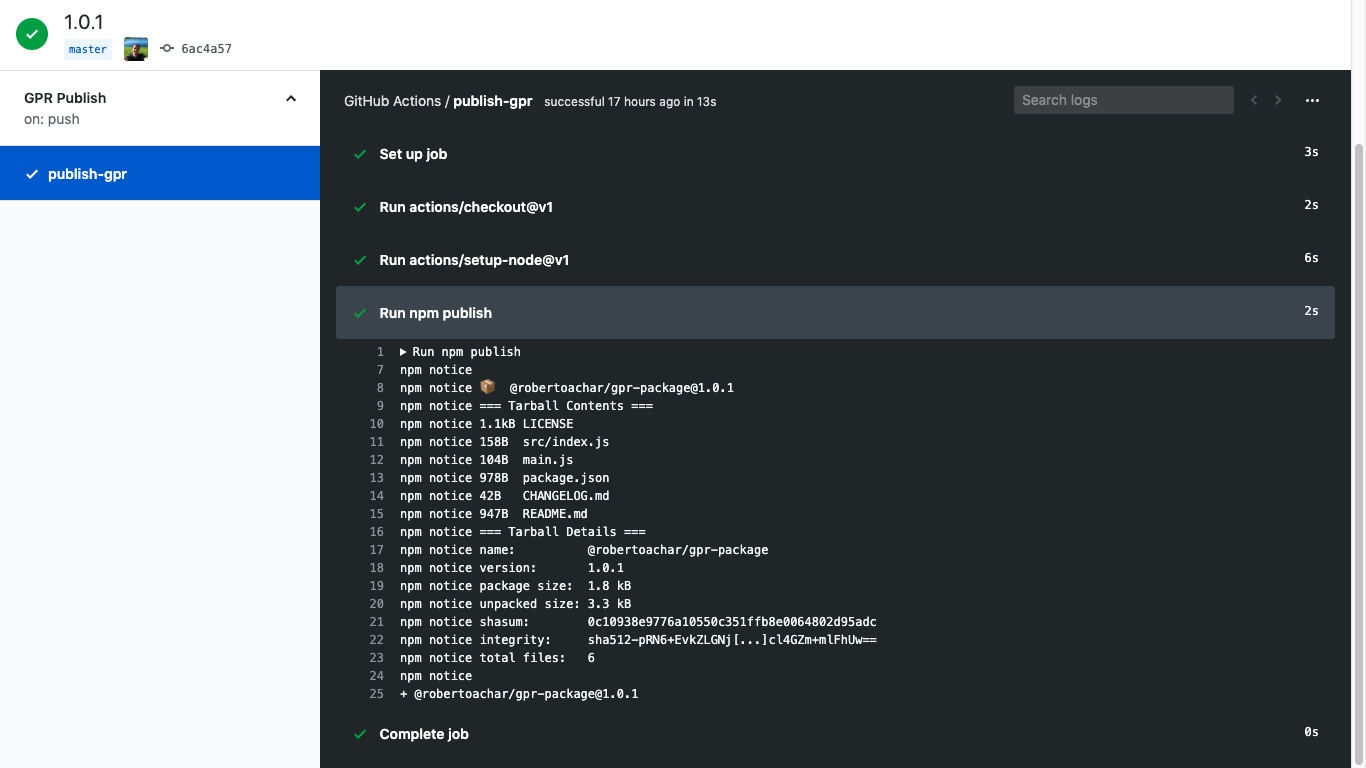 1.0.1
master 6ac4a57
GPR Publish
on: push
publish-gpr
GitHub Actions / publish-gpr successful 17 hours ago in 13s
Search logs
Set up job 3s
Run actions/checkout@v1 2s
Run actions/setup-node@v1 6s
Run npm publish 2s
1 Run npm publish
7 npm notice
8 npm notice 📦 @robertoachar/gpr-package@1.0.1
9 npm notice === Tarball Contents ===
10 npm notice 1.1kB LICENSE
11 npm notice 158B src/index.js
12 npm notice 104B main.js
13 npm notice 978B package.json
14 npm notice 42B CHANGELOG.md
15 npm notice 947B README.md
16 npm notice === Tarball Details ===
17 npm notice name: @robertoachar/gpr-package
18 npm notice version: 1.0.1
19 npm notice package size: 1.8 kB
20 npm notice unpacked size: 3.3 kB
21 npm notice shasum: 0c10938e9776a10550c351ffb8e0064802d95adc
22 npm notice integrity: sha512-pRN6+EvkZLGNj[...]cl4GZm+mlFhUw==
23 npm notice total files: 6
24 npm notice
25 + @robertoachar/gpr-package@1.0.1
Complete job 0s